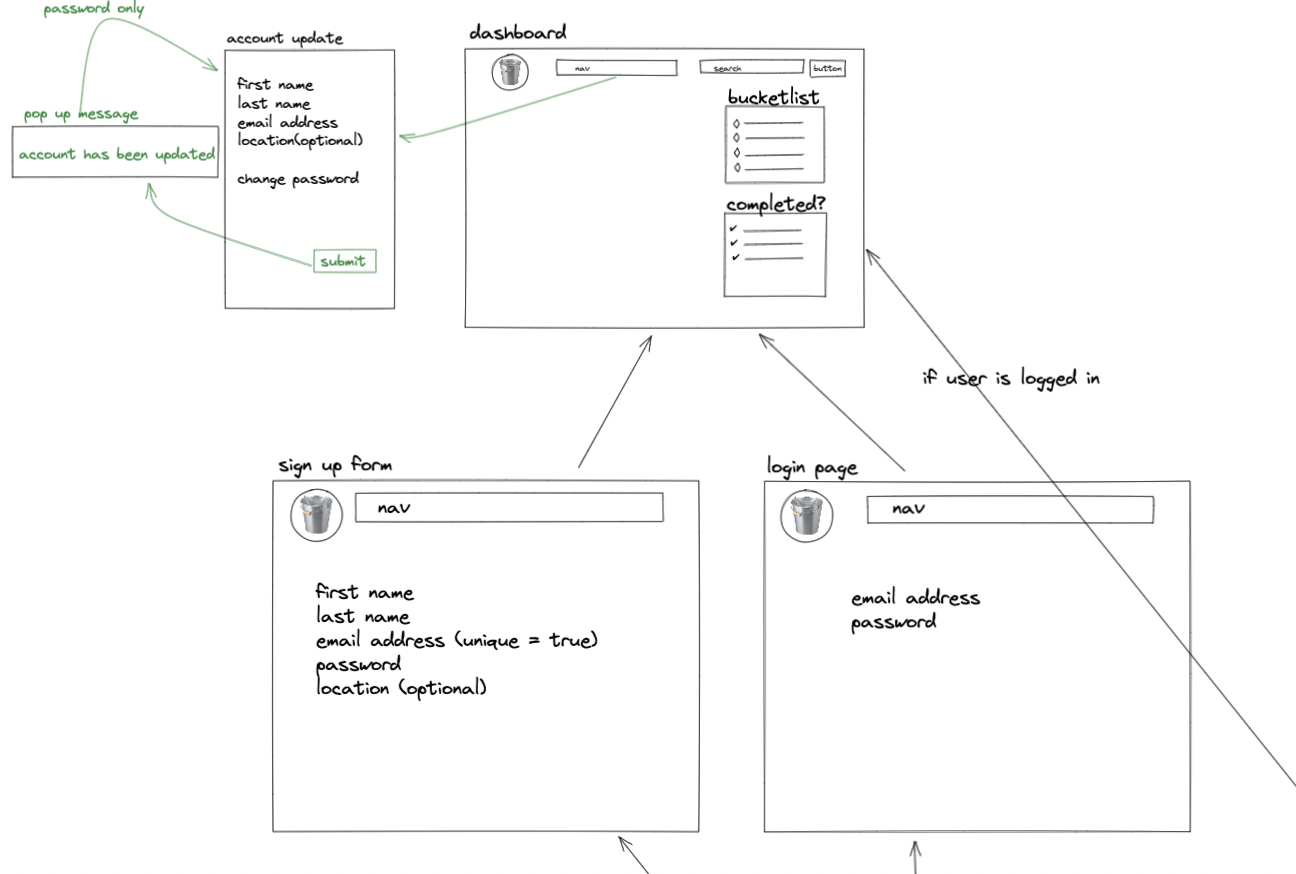 password only
account update
first name
last name
email address
location(optional)
change password
submit
pop up message
account has been updated
dashboard
nav
search
button
bucketlist
completed?
if user is logged in
sign up form
nav
first name
last name
email address (unique = true)
password
location (optional)
login page
nav
email address
password